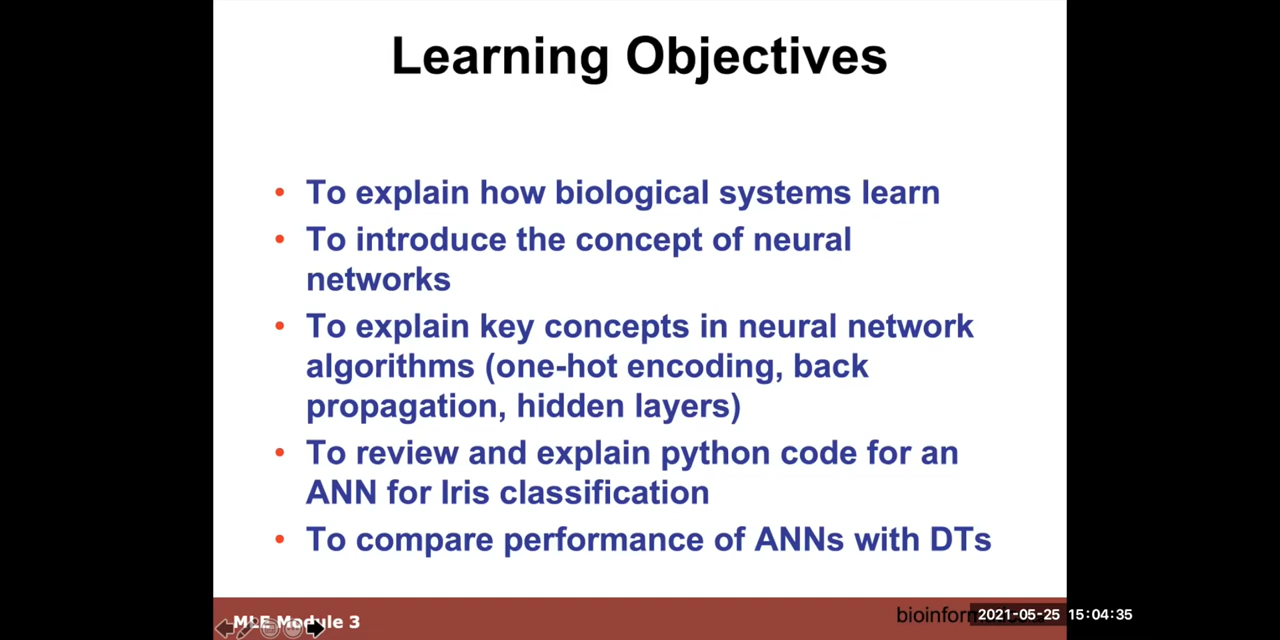 Learning Objectives
• To explain how biological systems learn
• To introduce the concept of neural
networks
• To explain key concepts in neural network
algorithms (one-hot encoding, back
propagation, hidden layers)
• To review and explain python code for an
ANN for Iris classification
• To compare performance of ANNs with DTs
MLE Module 3
2021-05-25 15:04:35